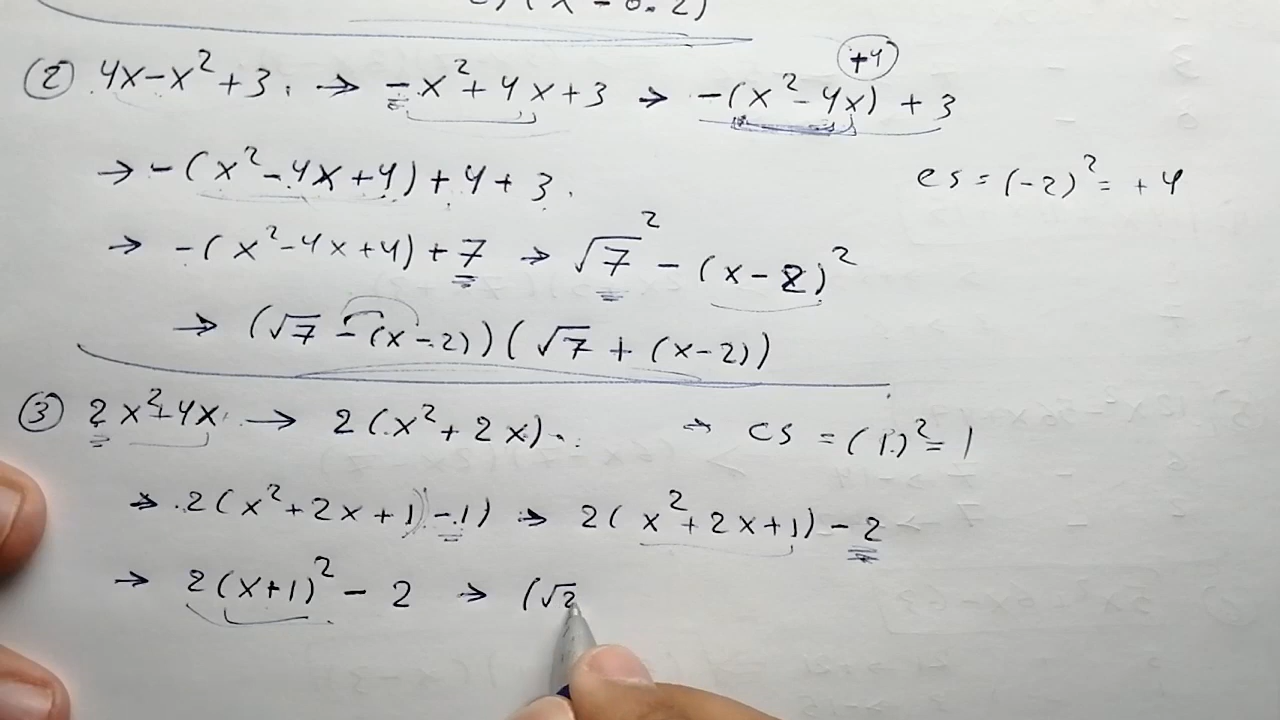 ② 4x-x²+3. → -x²+4x+3 → -(x²-4x)+3 +4
→ -(x²-4x+4)+4+3. cs=(-2)²=+4
→ -(x²-4x+4)+7 → √7²-(x-2)²
→ (√7-(x-2))(√7+(x-2))
③ 2x²+4x → 2(x²+2x). → cs=(1)²=1
→ 2(x²+2x+1)-1) → 2(x²+2x+1)-2
→ 2(x+1)²-2 → (√2